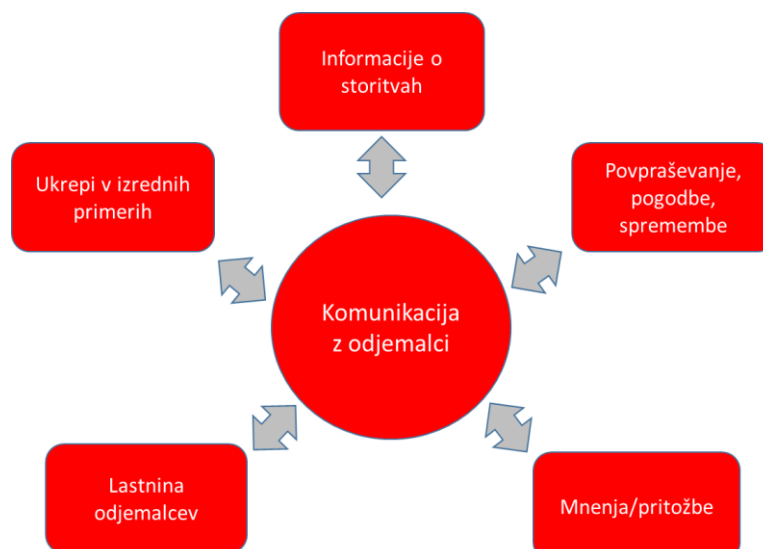 Informacije o
storitvah
Ukrepi v izrednih
primerih
Povpraševanje,
pogodbe,
spremembe
Komunikacija
z odjemalci
Lastnina
odjemalcev
Mnenja/pritožbe